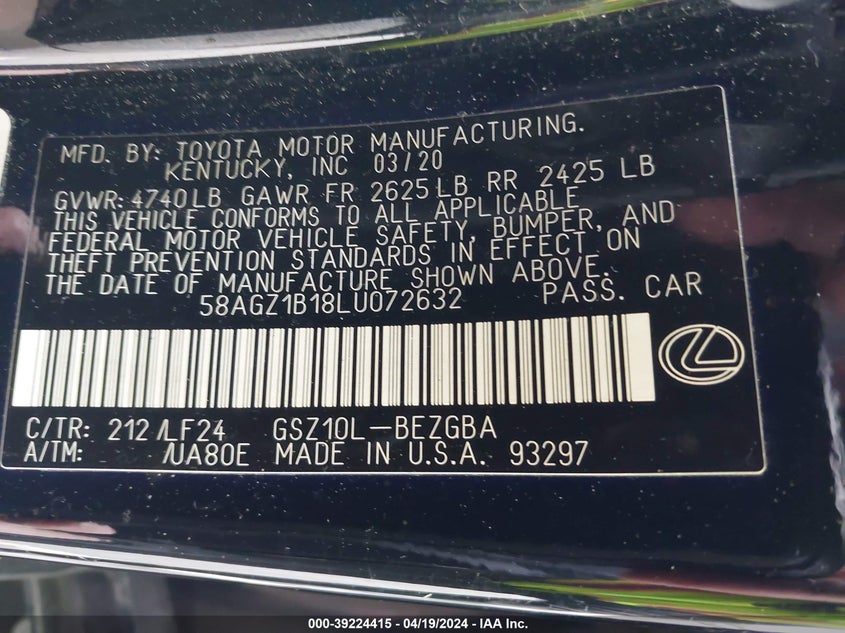 MFD. BY: TOYOTA MOTOR MANUFACTURING.
KENTUCKY, INC 03/20
GVWR: 4740LB GAWR FR 2625LB RR 2425 LB
THIS VEHICLE CONFORMS TO ALL APPLICABLE
FEDERAL MOTOR VEHICLE SAFETY, BUMPER, AND
THEFT PREVENTION STANDARDS IN EFFECT ON
THE DATE OF MANUFACTURE SHOWN ABOVE.
58AGZ1B18LU072632 PASS. CAR
C/TR: 212 /LF24 GSZ10L-BEZGBA
A/TM: /UA80E MADE IN U.S.A. 93297
000-39224415 - 04/19/2024 - IAA Inc.